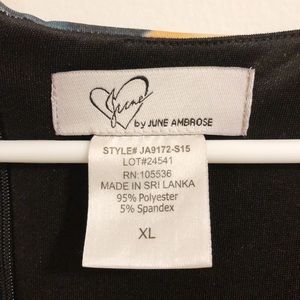 June
by JUNE AMBROSE
STYLE# JA9172-S15
LOT#24541
RN:105536
MADE IN SRI LANKA
95% Polyester
5% Spandex
XL